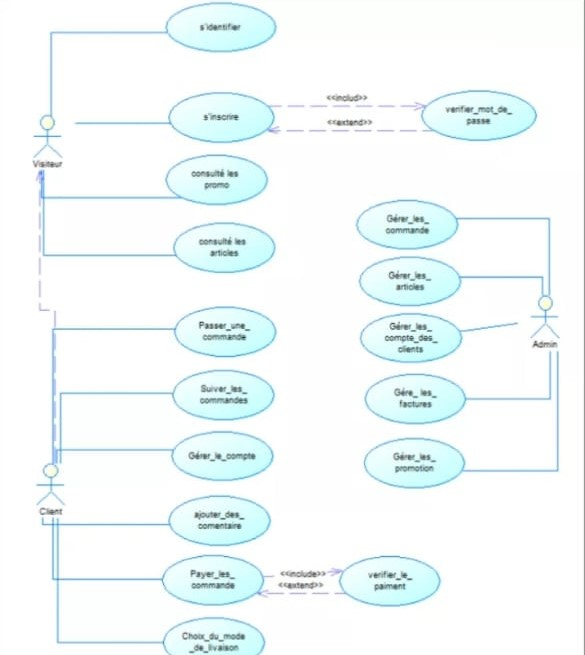 s'identifier
<<includ>>
s'inscrire
verifier_mot_de_
passe
<<extend>>
Visiteur
consulté les
promo
consulté les
articles
Gérer_les_
commande
Gérer_les_
articles
Gérer_les_
compte_des_
clients
Admin
Gére_ les_
factures
Gérer_les_
promotion
Passer_une_
commande
Suiver_les_
commandes
Gérer_le_compte
Client
ajouter_des_
comentaire
Payer_les_
commande
<<include>>
<<extend>>
verifier_le_
paiment
Choix_du_mode
_de_livaison